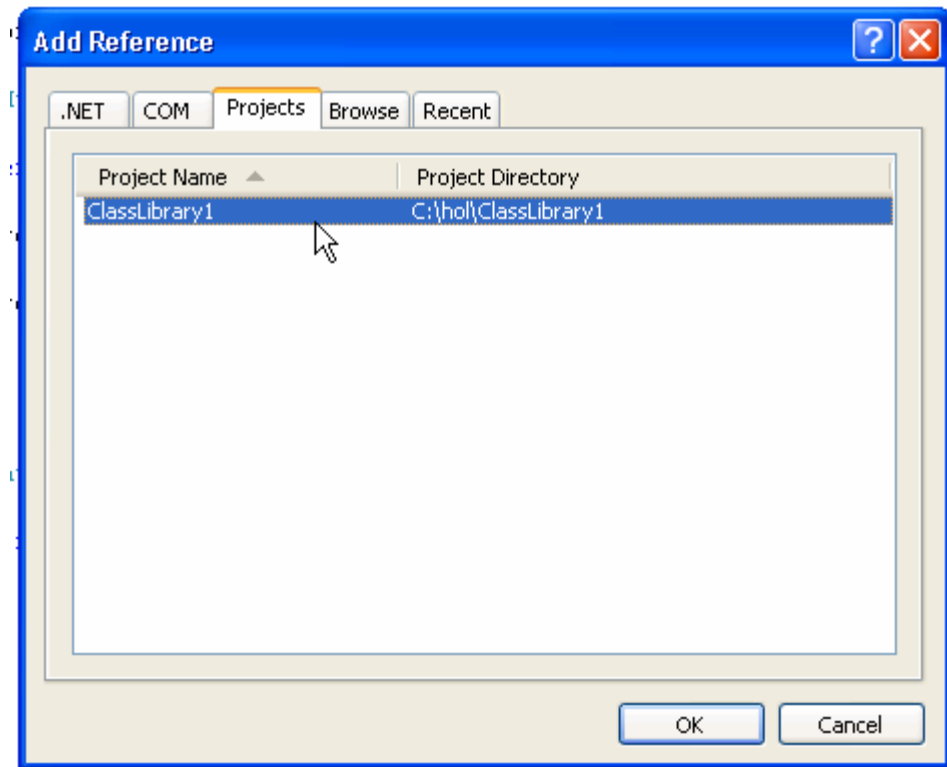 Add Reference
.NET COM Projects Browse Recent
Project Name Project Directory
ClassLibrary1 C:\hol\ClassLibrary1
OK Cancel